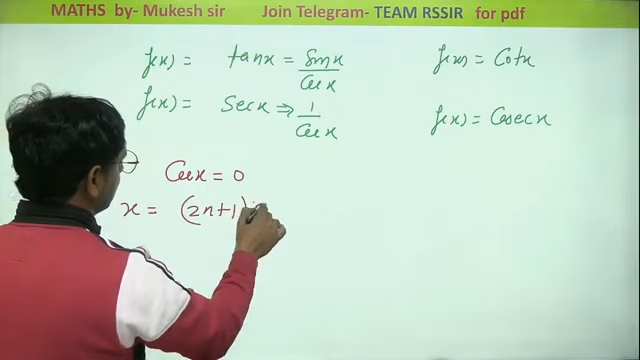 MATHS by- Mukesh sir Join Telegram- TEAM RSSIR for pdf
f(x) = tanx = sinx/cosx
f(x) = secx ⇒ 1/cosx
f(x) = Cotx
f(x) = Cosecx
Cosx = 0
x = (2n+1)